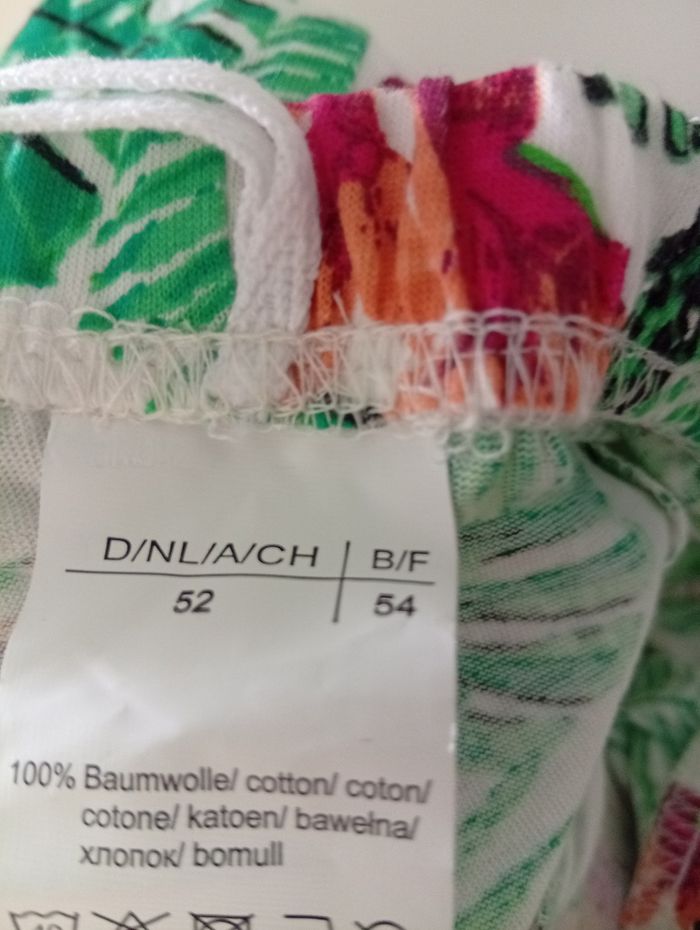 D/NL/A/CH B/F
52 54
100% Baumwolle/ cotton/ coton/
cotone/ katoen/ bawełna/
хлопок/ bomull